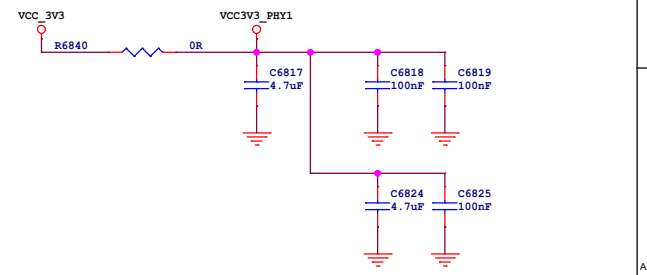 VCC_3V3
VCC3V3_PHY1
R6840
0R
C6817
4.7uF
C6818
100nF
C6819
100nF
C6824
4.7uF
C6825
100nF
A